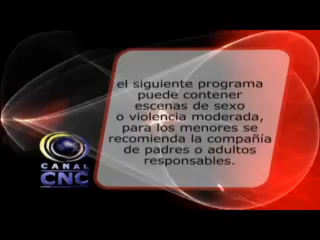 el siguiente programa
puede contener
escenas de sexo
o violencia moderada,
para los menores se
recomienda la compañía
de padres o adultos
responsables.
CANAL
CNC